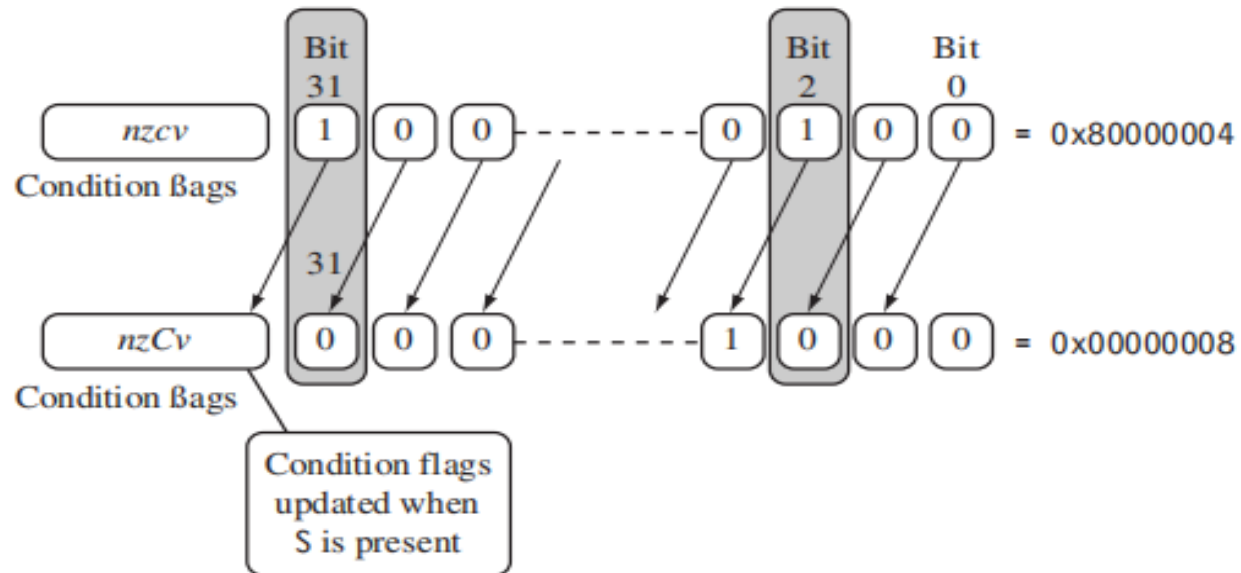 Bit Bit Bit
31 2 0
nzcv 1 0 0 0 1 0 0 = 0x80000004
Condition ßags
31
nzCv 0 0 0 1 0 0 0 = 0x00000008
Condition ßags
Condition flags
updated when
S is present